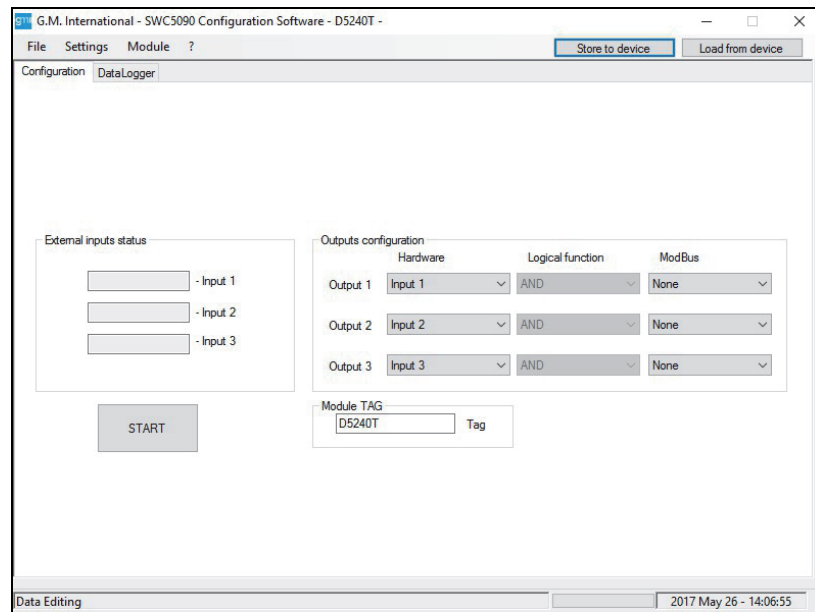 gmi G.M. International - SWC5090 Configuration Software - D5240T -
File Settings Module ? Store to device Load from device
Configuration DataLogger
External inputs status
- Input 1
- Input 2
- Input 3
START
Outputs configuration
Hardware Logical function ModBus
Output 1 Input 1 AND None
Output 2 Input 2 AND None
Output 3 Input 3 AND None
Module TAG
D5240T Tag
Data Editing 2017 May 26 - 14:06:55